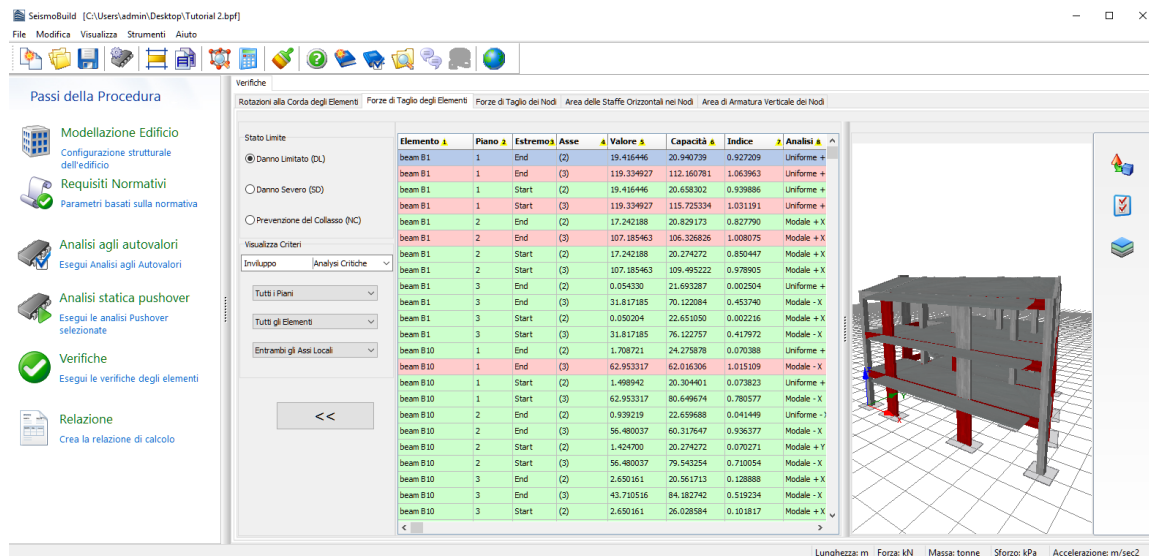 SeismoBuild [C:\Users\admin\Desktop\Tutorial 2.bpf]
File Modifica Visualizza Strumenti Aiuto
Passi della Procedura
Modellazione Edificio
Configurazione strutturale
dell'edificio
Requisiti Normativi
Parametri basati sulla normativa
Analisi agli autovalori
Esegui Analisi agli Autovalori
Analisi statica pushover
Esegui le analisi Pushover
selezionate
Verifiche
Esegui le verifiche degli elementi
Relazione
Crea la relazione di calcolo
Verifiche
Rotazioni alla Corda degli Elementi Forze di Taglio degli Elementi Forze di Taglio dei Nodi Area delle Staffe Orizzontali nei Nodi Area di Armatura Verticale dei Nodi
Stato Limite
Danno Limitato (DL)
Danno Severo (SD)
Prevenzione del Collasso (NC)
Visualizza Criteri
Inviluppo Analysi Critiche
Tutti i Piani
Tutti gli Elementi
Entrambi gli Assi Locali
<<
Elemento 1 Piano 2 Estremo 3 Asse 4 Valore 5 Capacità 6 Indice 7 Analisi 8
beam B1 1 End (2) 19.416446 20.940739 0.927209 Uniforme +
beam B1 1 End (3) 119.334927 112.160781 1.063963 Uniforme +
beam B1 1 Start (2) 19.416446 20.658302 0.939886 Uniforme +
beam B1 1 Start (3) 119.334927 115.725334 1.031191 Uniforme +
beam B1 2 End (2) 17.242188 20.829173 0.827790 Modale + X
beam B1 2 End (3) 107.185463 106.326826 1.008075 Modale + X
beam B1 2 Start (2) 17.242188 20.274272 0.850447 Modale + X
beam B1 2 Start (3) 107.185463 109.495222 0.978905 Modale + X
beam B1 3 End (2) 0.054330 21.693287 0.002504 Uniforme +
beam B1 3 End (3) 31.817185 70.122084 0.453740 Modale - X
beam B1 3 Start (2) 0.050204 22.651050 0.002216 Modale + X
beam B1 3 Start (3) 31.817185 76.122757 0.417972 Modale - X
beam B10 1 End (2) 1.708721 24.275878 0.070388 Uniforme +
beam B10 1 End (3) 62.953317 62.016306 1.015109 Modale - X
beam B10 1 Start (2) 1.498942 20.304401 0.073823 Uniforme +
beam B10 1 Start (3) 62.953317 80.649674 0.780577 Modale - X
beam B10 2 End (2) 0.939219 22.659688 0.041449 Uniforme -
beam B10 2 End (3) 56.480037 60.317647 0.936377 Modale - X
beam B10 2 Start (2) 1.424700 20.274272 0.070271 Modale + Y
beam B10 2 Start (3) 56.480037 79.543254 0.710054 Modale - X
beam B10 3 End (2) 2.650161 20.561713 0.128888 Modale + X
beam B10 3 End (3) 43.710516 84.182742 0.519234 Modale - X
beam B10 3 Start (2) 2.650161 26.028584 0.101817 Modale + X
Lunghezza: m Forza: kN Massa: tonne Sforzo: kPa Accelerazione: m/sec2